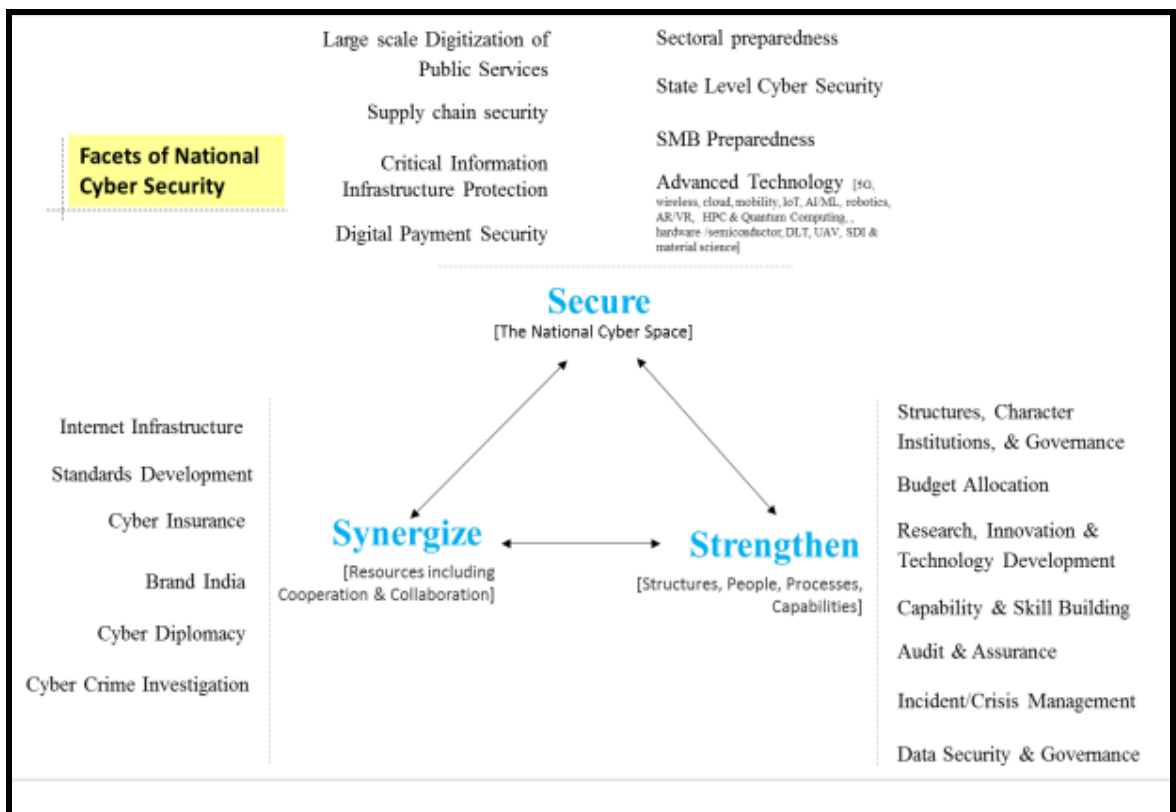 Facets of National
Cyber Security
Large scale Digitization of
Public Services
Supply chain security
Critical Information
Infrastructure Protection
Digital Payment Security
Sectoral preparedness
State Level Cyber Security
SMB Preparedness
Advanced Technology [5G,
wireless, cloud, mobility, IoT, AI/ML, robotics,
AR/VR, HPC & Quantum Computing, ,
hardware /semiconductor, DLT, UAV, SDI &
material science]
Secure
[The National Cyber Space]
Internet Infrastructure
Standards Development
Cyber Insurance
Brand India
Cyber Diplomacy
Cyber Crime Investigation
Synergize
[Resources including
Cooperation & Collaboration]
Strengthen
[Structures, People, Processes,
Capabilities]
Structures, Character
Institutions, & Governance
Budget Allocation
Research, Innovation &
Technology Development
Capability & Skill Building
Audit & Assurance
Incident/Crisis Management
Data Security & Governance